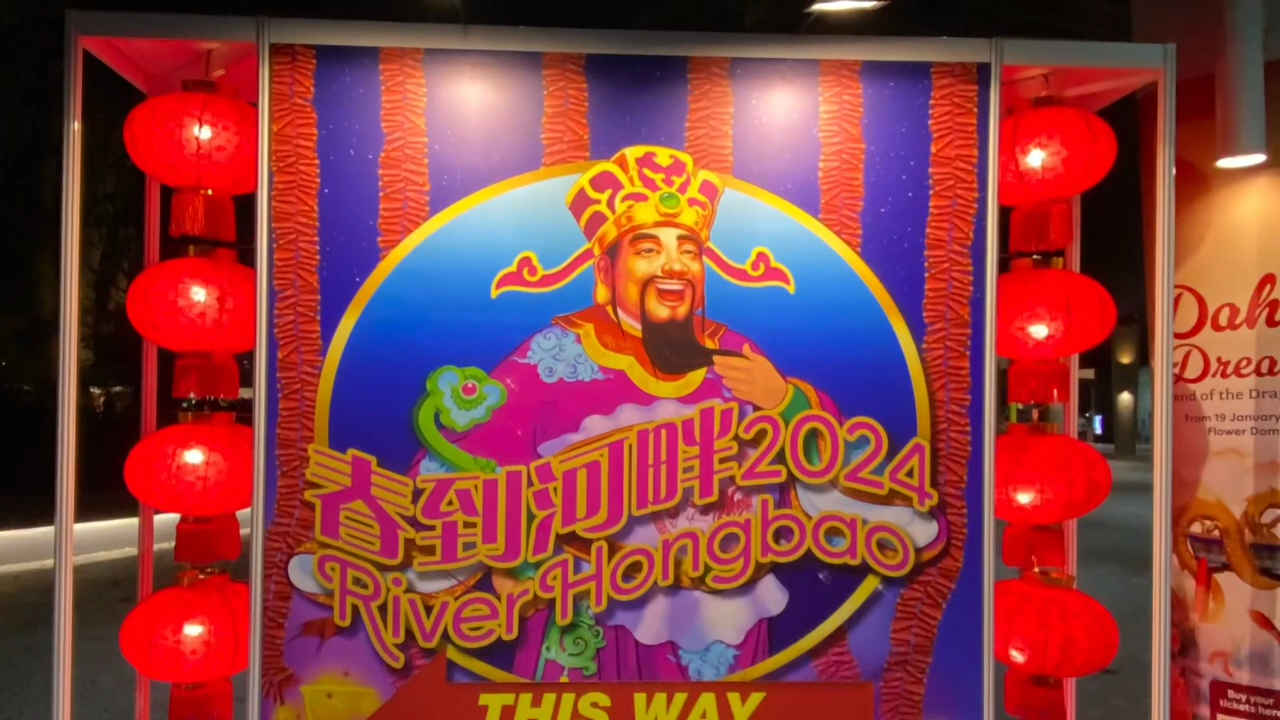 春到河畔2024
River Hongbao
THIS WAY
Dah
Drea
end of the Dra
From 19 January
Flower Dom
Buy your
tickets her